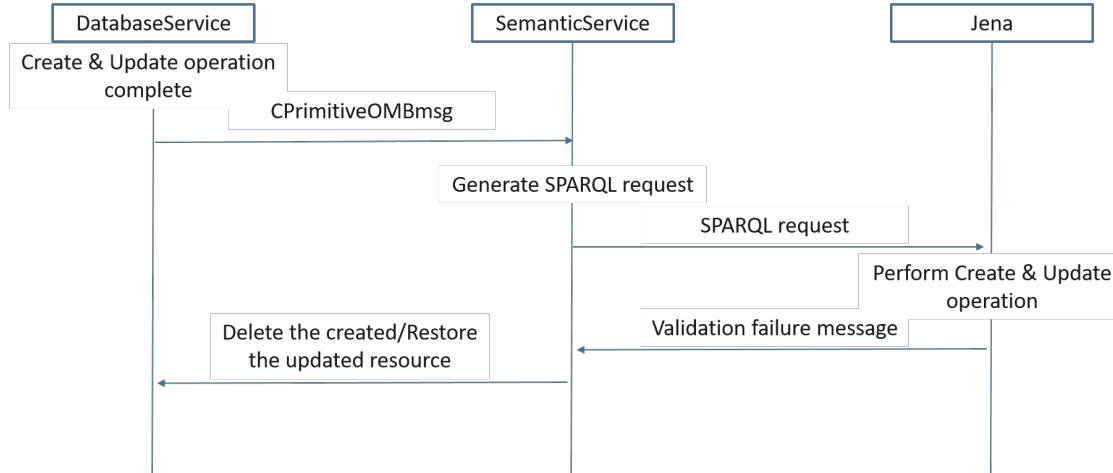 DatabaseService
SemanticService
Jena
Create & Update operation
complete
CPrimitiveOMBmsg
Generate SPARQL request
SPARQL request
Perform Create & Update
operation
Validation failure message
Delete the created/Restore
the updated resource